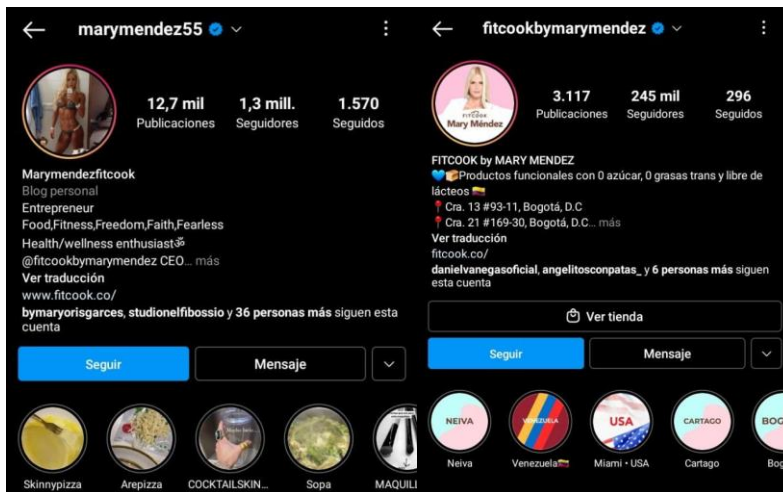 marymendez55
12,7 mil
1,3 mill.
1.570
Publicaciones
Seguidores
Seguidos
Marymendezfitcook
Blog personal
Entrepreneur
Food,Fitness,Freedom,Faith,Fearless
Health/wellness enthusiastॐ
@fitcookbymarymendez CEO... más
Ver traducción
www.fitcook.co/
bymaryorisgarces, studionelfibossio y 36 personas más siguen esta
cuenta
Seguir
Mensaje
Skinnypizza
Arepizza
COCKTAILSKIN...
Sopa
MAQUILL
fitcookbymarymendez
FITCOOK
Mary Méndez
3.117
245 mil
296
Publicaciones
Seguidores
Seguidos
FITCOOK by MARY MENDEZ
💙🍞Productos funcionales con 0 azúcar, 0 grasas trans y libre de
lácteos 🇨🇴
📍Cra. 13 #93-11, Bogotá, D.C
📍Cra. 21 #169-30, Bogotá, D.C... más
Ver traducción
fitcook.co/
danielvanegasoficial, angelitosconpatas_ y 6 personas más siguen
esta cuenta
Ver tienda
Seguir
Mensaje
NEIVA
VENEZUELA
USA
CARTAGO
BOG
Neiva
Venezuela🇻🇪
Miami • USA
Cartago
Bog